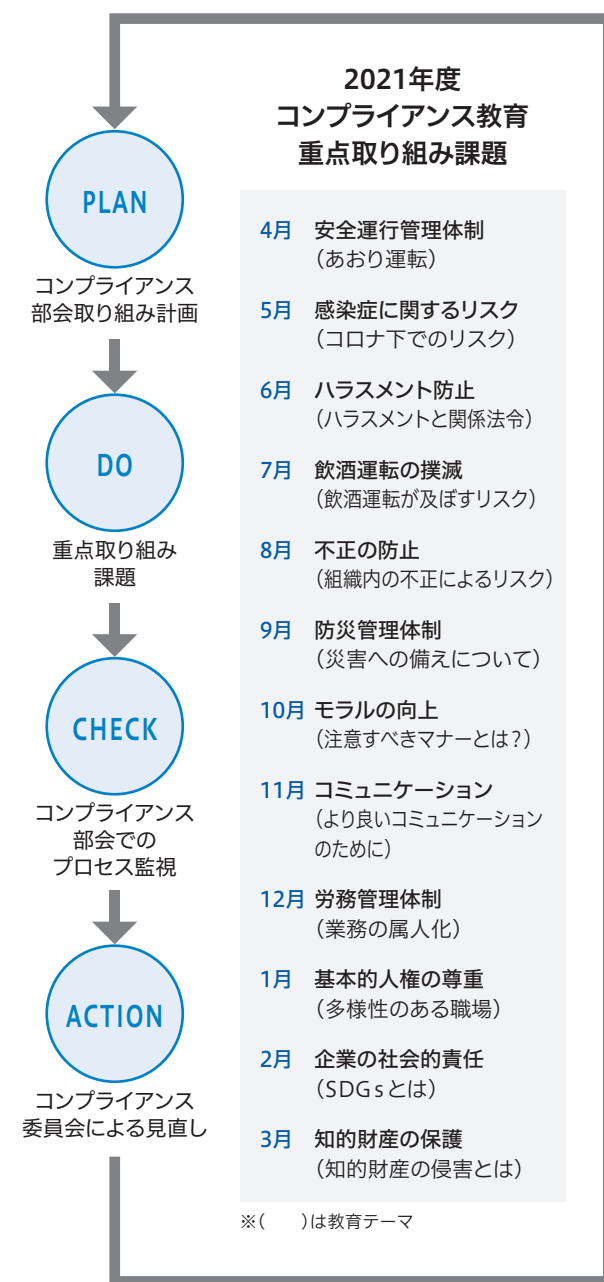 2021年度
コンプライアンス教育
重点取り組み課題
PLAN
コンプライアンス
部会取り組み計画
DO
重点取り組み
課題
CHECK
コンプライアンス
部会での
プロセス監視
ACTION
コンプライアンス
委員会による見直し
4月 安全運行管理体制
（あおり運転）
5月 感染症に関するリスク
（コロナ下でのリスク）
6月 ハラスメント防止
（ハラスメントと関係法令）
7月 飲酒運転の撲滅
（飲酒運転が及ぼすリスク）
8月 不正の防止
（組織内の不正によるリスク）
9月 防災管理体制
（災害への備えについて）
10月 モラルの向上
（注意すべきマナーとは?）
11月 コミュニケーション
（より良いコミュニケーション
のために）
12月 労務管理体制
（業務の属人化）
1月 基本的人権の尊重
（多様性のある職場）
2月 企業の社会的責任
（SDGsとは）
3月 知的財産の保護
（知的財産の侵害とは）
※(　　)は教育テーマ